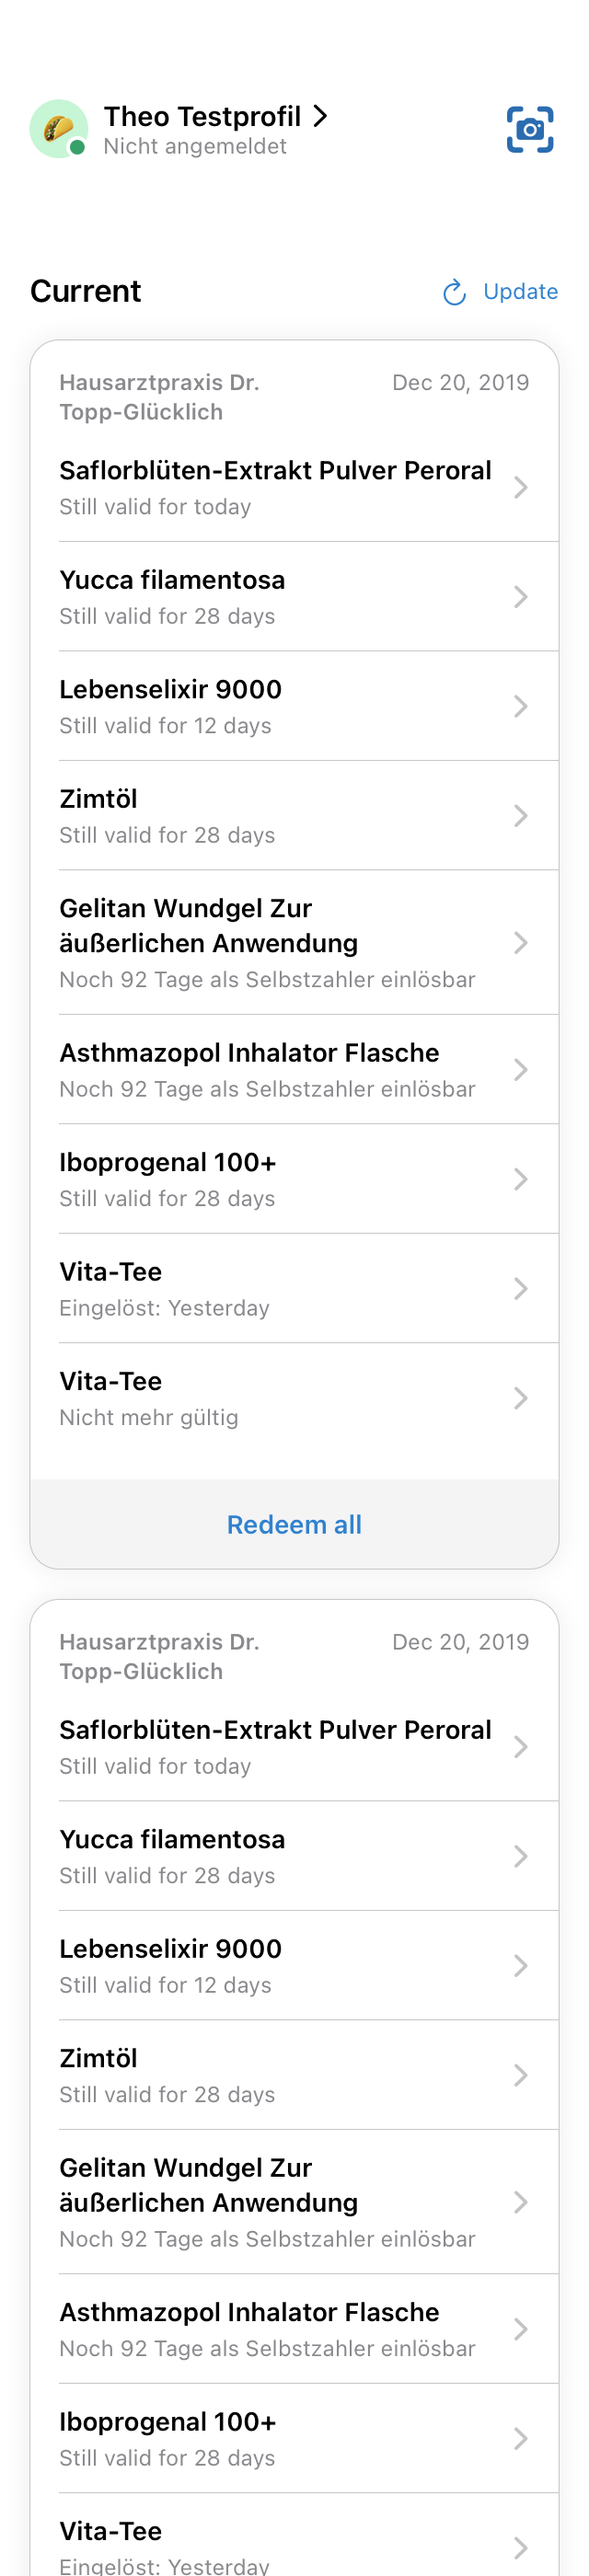 Theo Testprofil
Nicht angemeldet
Current
Update
Hausarztpraxis Dr. Topp-Glücklich
Dec 20, 2019
Saflorblüten-Extrakt Pulver Peroral
Still valid for today
Yucca filamentosa
Still valid for 28 days
Lebenselixir 9000
Still valid for 12 days
Zimtöl
Still valid for 28 days
Gelitan Wundgel Zur
äußerlichen Anwendung
Noch 92 Tage als Selbstzahler einlösbar
Asthmazopol Inhalator Flasche
Noch 92 Tage als Selbstzahler einlösbar
Iboprogenal 100+
Still valid for 28 days
Vita-Tee
Eingelöst: Yesterday
Vita-Tee
Nicht mehr gültig
Redeem all
Hausarztpraxis Dr. Topp-Glücklich
Dec 20, 2019
Saflorblüten-Extrakt Pulver Peroral
Still valid for today
Yucca filamentosa
Still valid for 28 days
Lebenselixir 9000
Still valid for 12 days
Zimtöl
Still valid for 28 days
Gelitan Wundgel Zur
äußerlichen Anwendung
Noch 92 Tage als Selbstzahler einlösbar
Asthmazopol Inhalator Flasche
Noch 92 Tage als Selbstzahler einlösbar
Iboprogenal 100+
Still valid for 28 days
Vita-Tee
Eingelöst: Yesterday